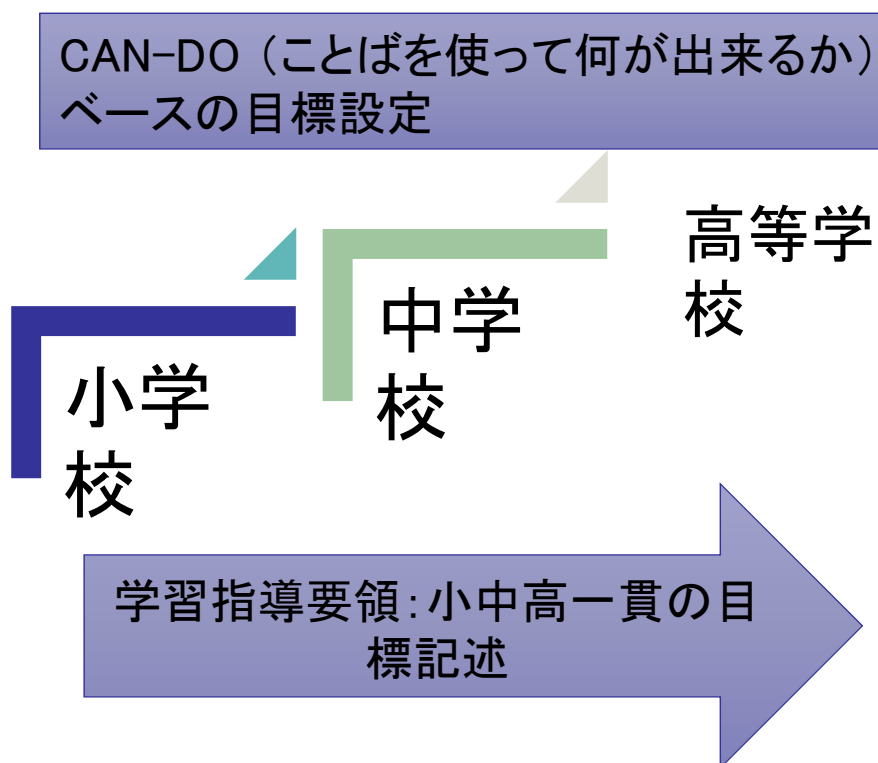 CAN-DO（ことばを使って何が出来るか）
ベースの目標設定
高等学
校
中学
校
小学
校
学習指導要領：小中高一貫の目
標記述